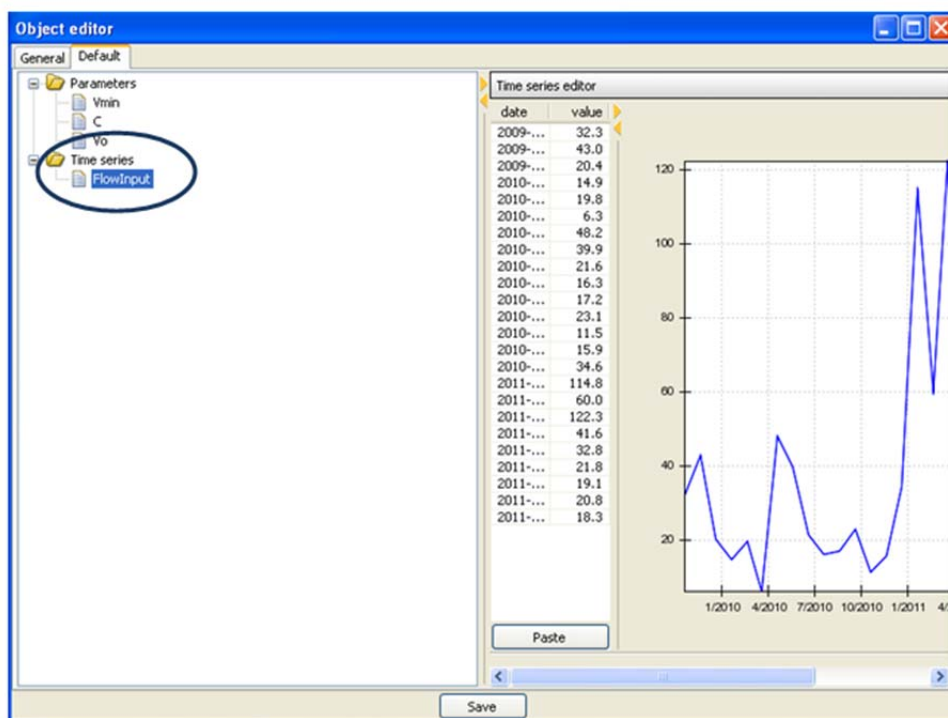 Object editor
General Default
Parameters
Vmin
C
Vo
Time series
FlowInput
Time series editor
date value
2009-... 32.3
2009-... 43.0
2009-... 20.4
2010-... 14.9
2010-... 19.8
2010-... 6.3
2010-... 48.2
2010-... 39.9
2010-... 21.6
2010-... 16.3
2010-... 17.2
2010-... 23.1
2010-... 11.5
2010-... 15.9
2010-... 34.6
2011-... 114.8
2011-... 60.0
2011-... 122.3
2011-... 41.6
2011-... 32.8
2011-... 21.8
2011-... 19.1
2011-... 20.8
2011-... 18.3
Paste
120
100
80
60
40
20
1/2010 4/2010 7/2010 10/2010 1/2011 4/
Save